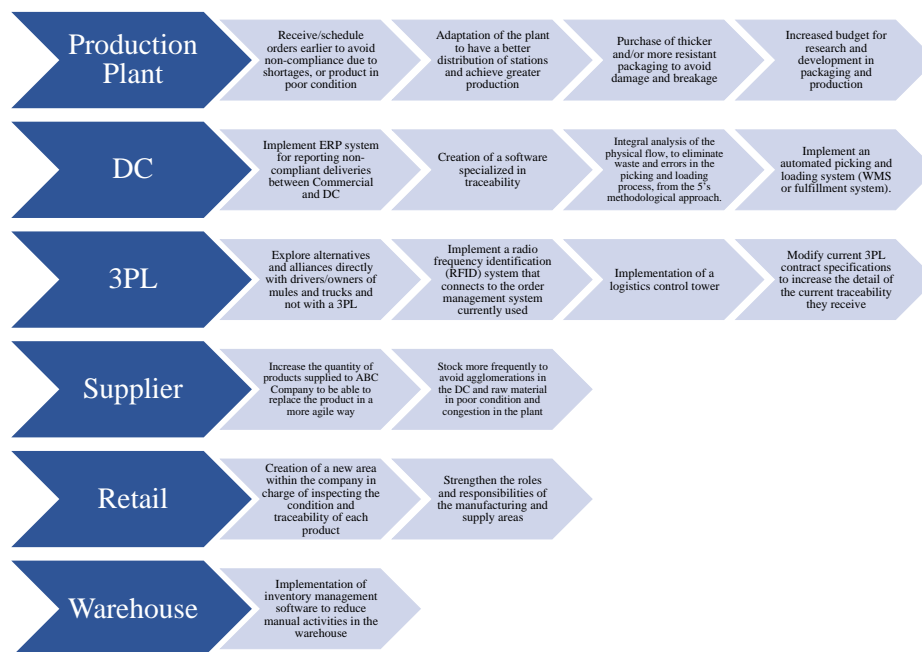 Production
Plant
Receive/schedule
orders earlier to avoid
non-compliance due to
shortages, or product in
poor condition
Adaptation of the plant
to have a better
distribution of stations
and achieve greater
production
Purchase of thicker
and/or more resistant
packaging to avoid
damage and breakage
Increased budget for
research and
development in
packaging and
production
DC
Implement ERP system
for reporting non-
compliant deliveries
between Commercial
and DC
Creation of a software
specialized in
traceability
Integral analysis of the
physical flow, to eliminate
waste and errors in the
picking and loading
process, from the 5's
methodological approach.
Implement an
automated picking and
loading system (WMS
or fulfillment system).
3PL
Explore alternatives
and alliances directly
with drivers/owners of
mules and trucks and
not with a 3PL
Implement a radio
frequency identification
(RFID) system that
connects to the order
management system
currently used
Implementation of a
logistics control tower
Modify current 3PL
contract specifications
to increase the detail of
the current traceability
they receive
Supplier
Increase the quantity of
products supplied to ABC
Company to be able to
replace the product in a
more agile way
Stock more frequently to
avoid agglomerations in
the DC and raw material
in poor condition and
congestion in the plant
Retail
Creation of a new area
within the company in
charge of inspecting the
condition and
traceability of each
product
Strengthen the roles
and responsibilities of
the manufacturing and
supply areas
Warehouse
Implementation of
inventory management
software to reduce
manual activities in the
warehouse